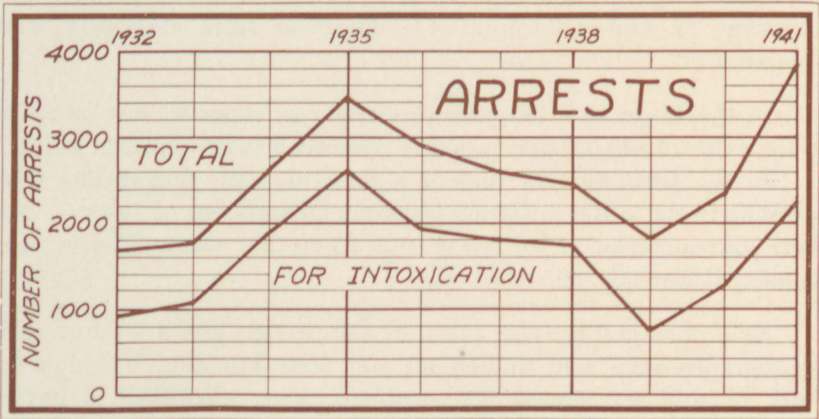 1932 1935 1938 1941
4000
ARRESTS
3000
TOTAL
2000
FOR INTOXICATION
1000
0
NUMBER OF ARRESTS